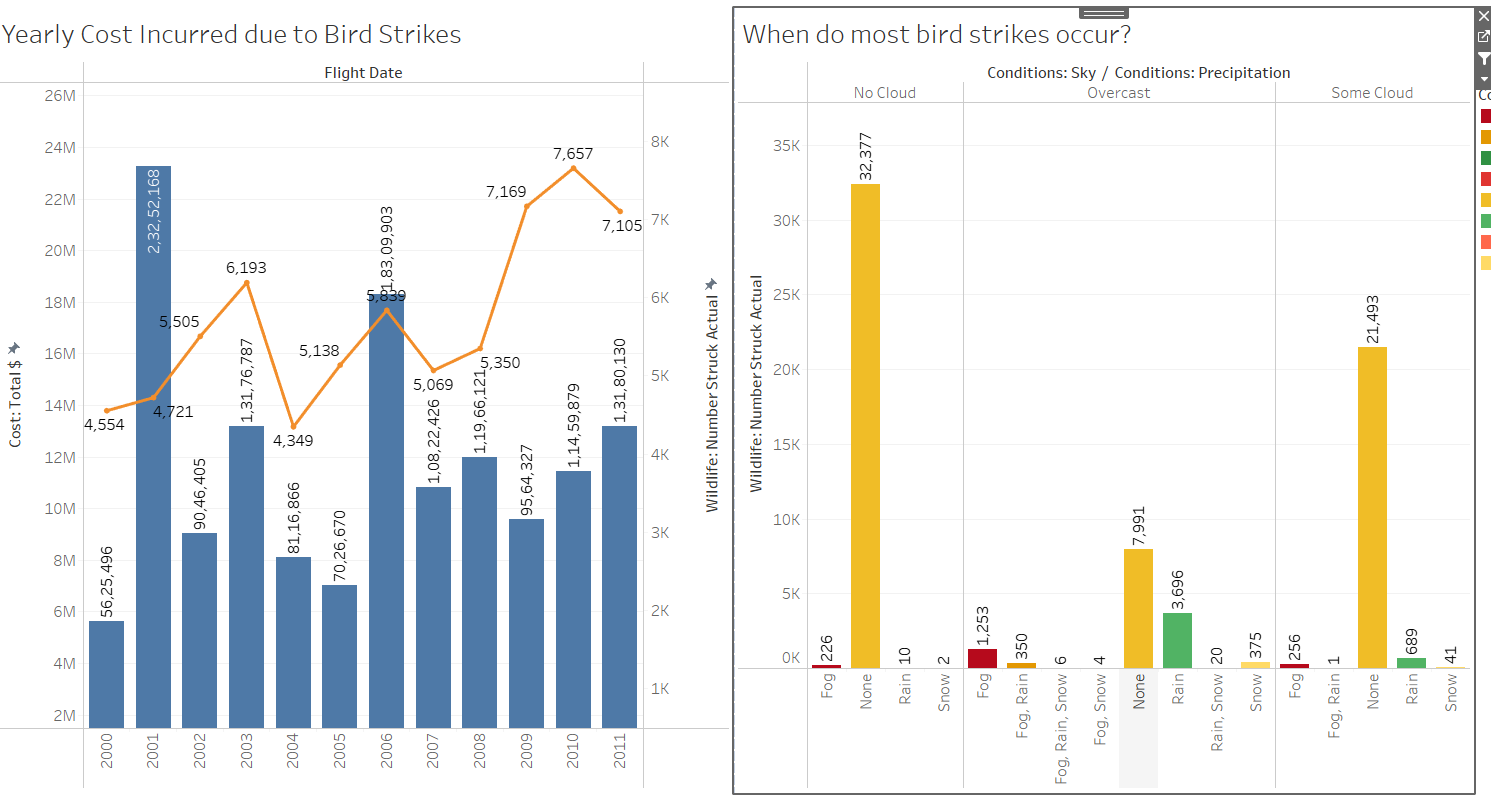 Yearly Cost Incurred due to Bird Strikes
Flight Date
Cost: Total $
26M
24M
22M
20M
18M
16M
14M
12M
10M
8M
6M
4M
2M
56,25,496
2,32,52,168
90,46,405
1,31,76,787
81,16,866
70,26,670
1,83,09,903
1,08,22,426
1,19,66,121
95,64,327
1,14,59,879
1,31,80,130
4,554
4,721
5,505
6,193
4,349
5,138
5,839
5,069
5,350
7,169
7,657
7,105
8K
7K
6K
5K
4K
3K
2K
1K
Wildlife: Number Struck Actual
2000
2001
2002
2003
2004
2005
2006
2007
2008
2009
2010
2011
When do most bird strikes occur?
Conditions: Sky / Conditions: Precipitation
No Cloud
Overcast
Some Cloud
Wildlife: Number Struck Actual
35K
30K
25K
20K
15K
10K
5K
0K
226
32,377
10
2
1,253
350
6
4
7,991
3,696
20
375
256
1
21,493
689
41
Fog
None
Rain
Snow
Fog
Fog, Rain
Fog, Rain, Snow
Fog, Snow
None
Rain
Rain, Snow
Snow
Fog
Fog, Rain
None
Rain
Snow